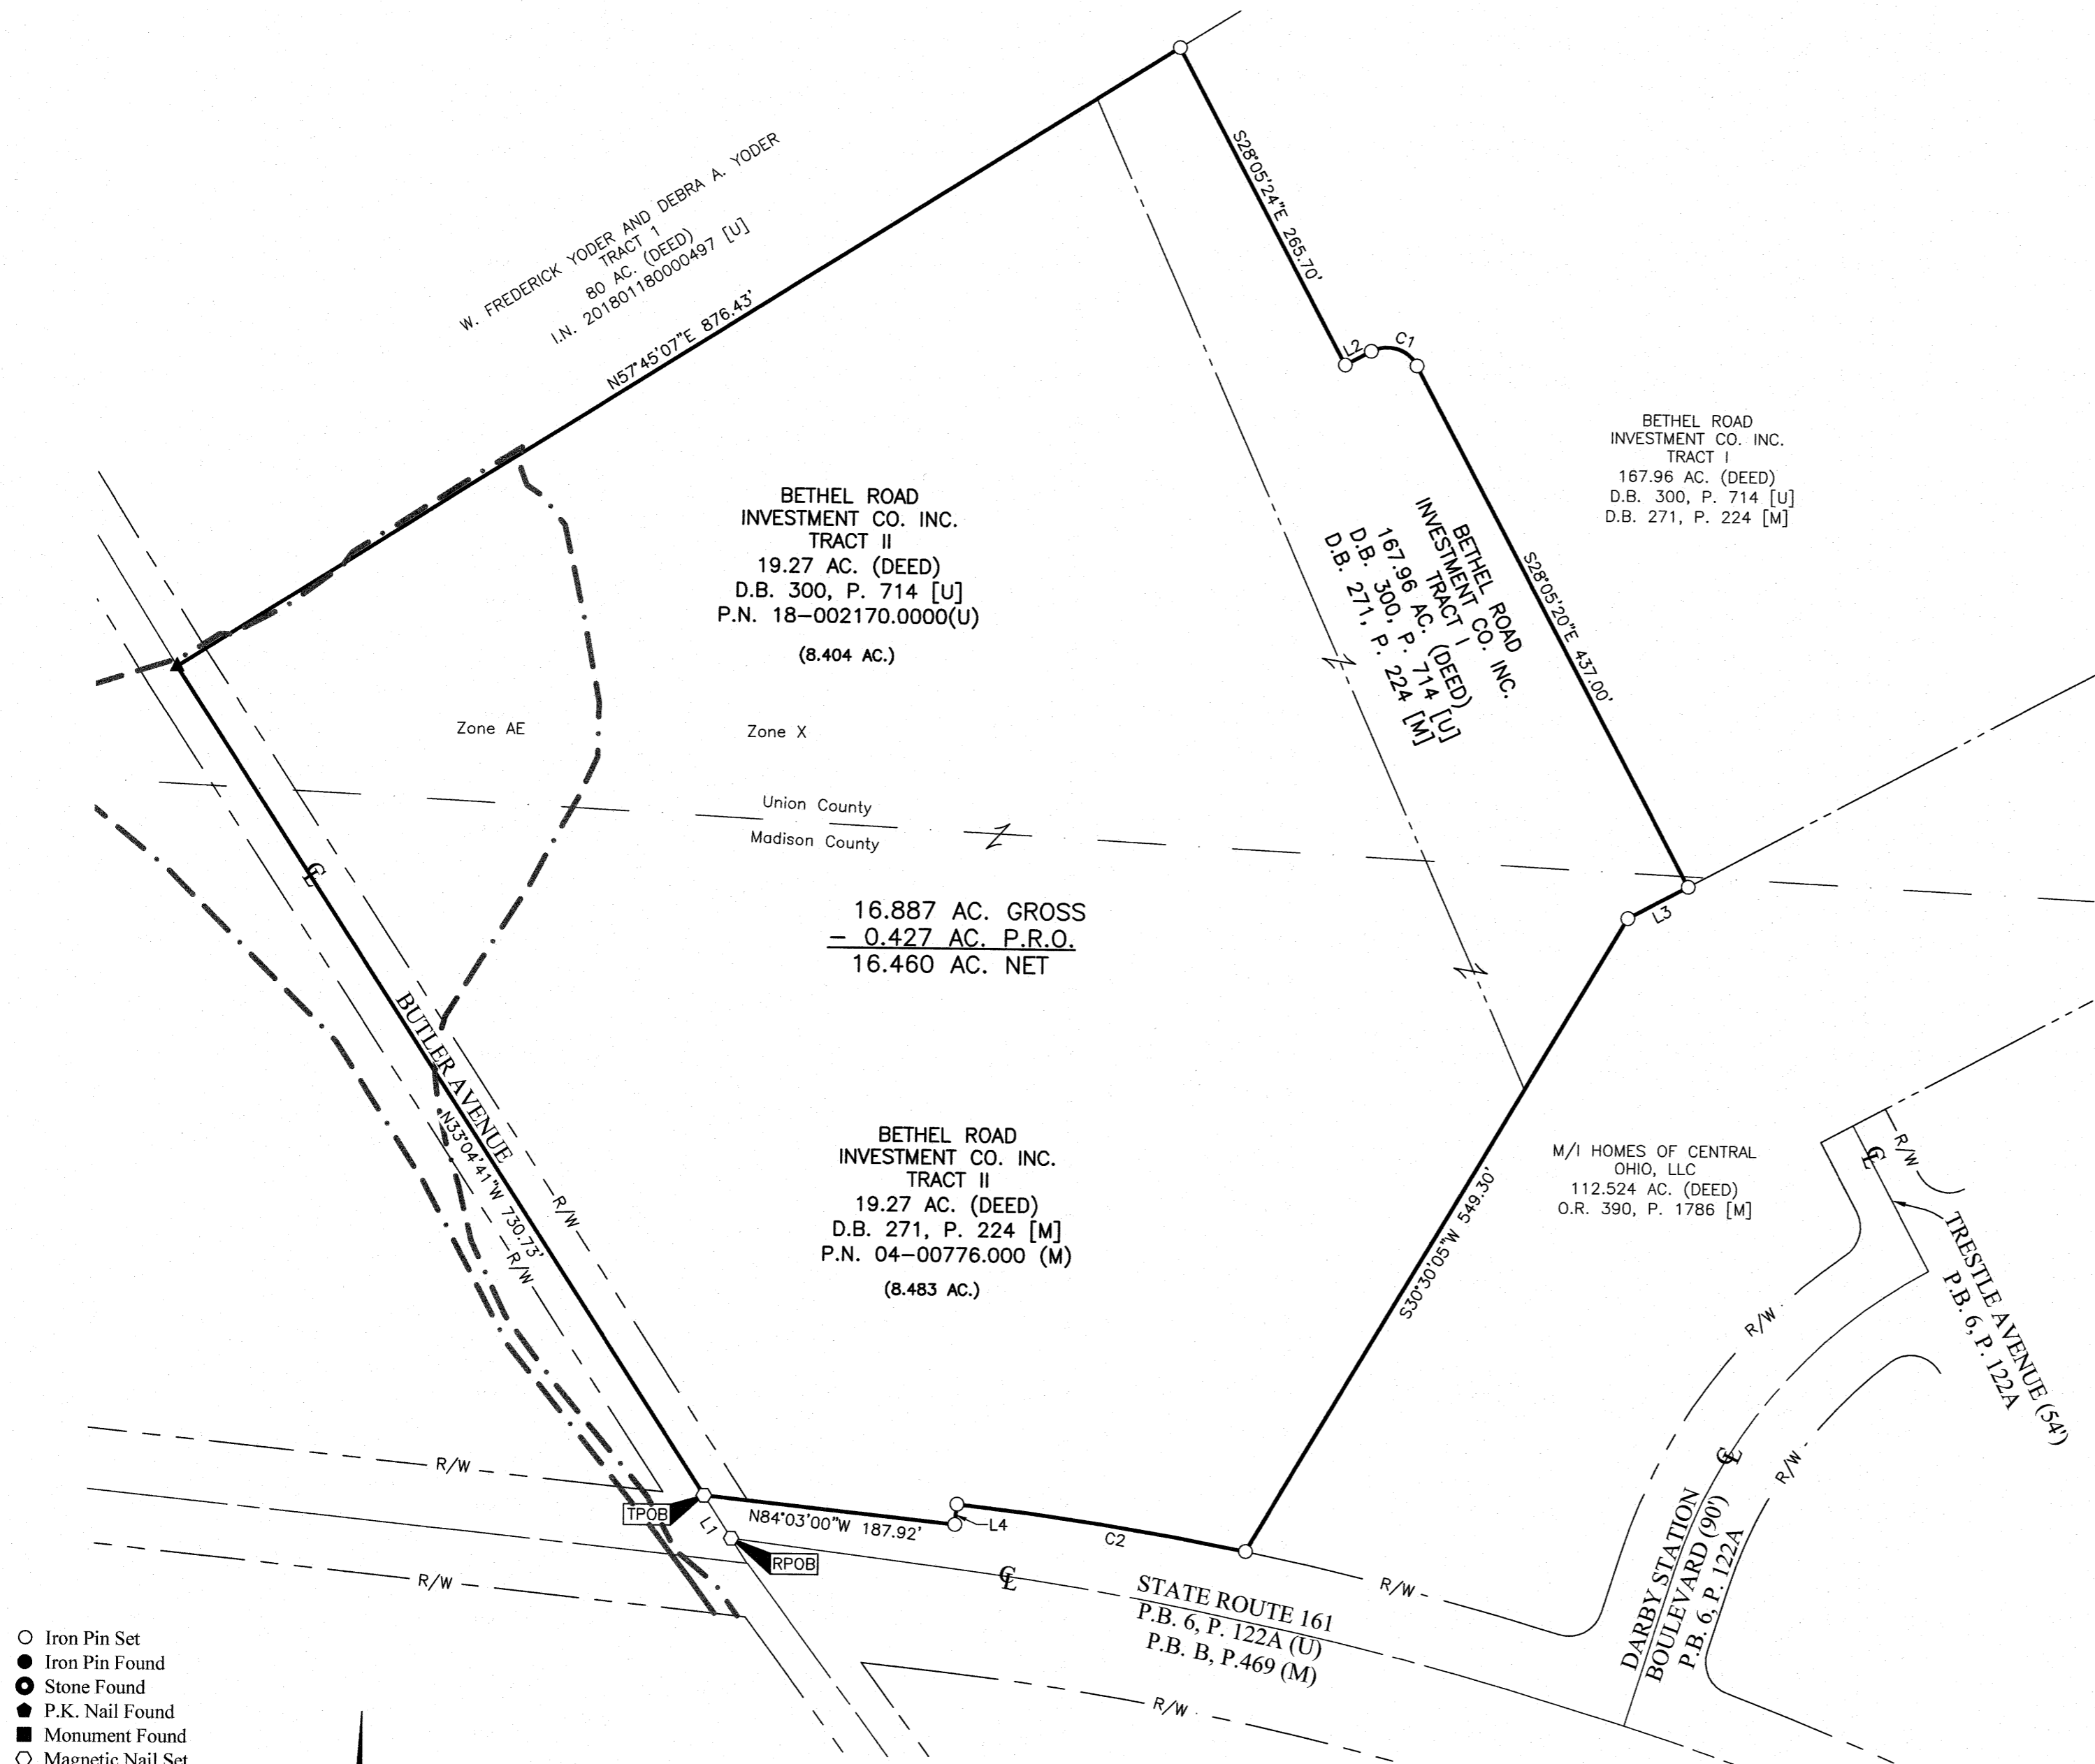 W. FREDERICK YODER AND DEBRA A. YODER
TRACT 1
80 AC. (DEED)
I.N. 201801180000497 [U]
N57°45'07"E 876.43'
S28°05'24"E 265.70'
L2
C1
BETHEL ROAD
INVESTMENT CO. INC.
TRACT I
167.96 AC. (DEED)
D.B. 300, P. 714 [U]
D.B. 271, P. 224 [M]
BETHEL ROAD
INVESTMENT CO. INC.
TRACT II
19.27 AC. (DEED)
D.B. 300, P. 714 [U]
P.N. 18-002170.0000(U)
(8.404 AC.)
BETHEL ROAD
INVESTMENT CO. INC.
TRACT I
167.96 AC. (DEED)
D.B. 300, P. 714 [U]
D.B. 271, P. 224 [M]
S28°05'20"E 437.00'
Zone AE
Zone X
Union County
Madison County
16.887 AC. GROSS
- 0.427 AC. P.R.O.
16.460 AC. NET
L3
CL
BUTLER AVENUE
N33°04'41"W 730.73'
R/W
R/W
BETHEL ROAD
INVESTMENT CO. INC.
TRACT II
19.27 AC. (DEED)
D.B. 271, P. 224 [M]
P.N. 04-00776.000 (M)
(8.483 AC.)
S30°30'05"W 549.30'
M/I HOMES OF CENTRAL
OHIO, LLC
112.524 AC. (DEED)
O.R. 390, P. 1786 [M]
CL
R/W
TRESTLE AVENUE (54')
P.B. 6, P. 122A
R/W
R/W
TPOB
L1
N84°03'00"W 187.92'
L4
C2
RPOB
R/W
CL
STATE ROUTE 161
P.B. 6, P. 122A (U)
P.B. B, P.469 (M)
R/W
R/W
CL
R/W
DARBY STATION
BOULEVARD (90')
P.B. 6, P. 122A
Iron Pin Set
Iron Pin Found
Stone Found
P.K. Nail Found
Monument Found
Magnetic Nail Set